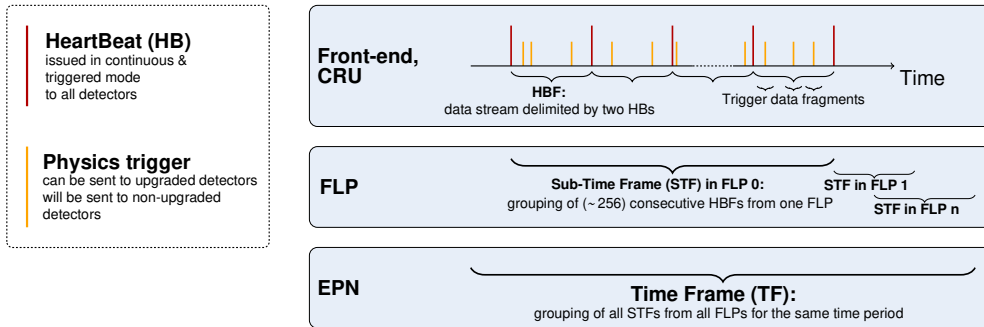 HeartBeat (HB)
issued in continuous &
triggered mode
to all detectors
Physics trigger
can be sent to upgraded detectors
will be sent to non-upgraded
detectors
Front-end,
CRU
Time
HBF:
data stream delimited by two HBs
Trigger data fragments
FLP
Sub-Time Frame (STF) in FLP 0:
grouping of (~ 256) consecutive HBFs from one FLP
STF in FLP 1
STF in FLP n
EPN
Time Frame (TF):
grouping of all STFs from all FLPs for the same time period